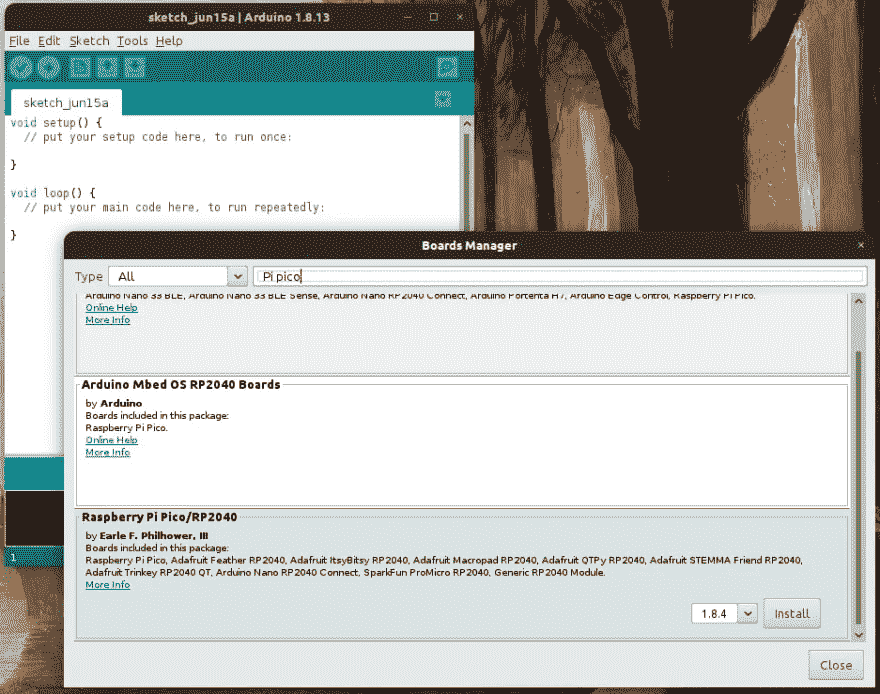 sketch_jun15a | Arduino 1.8.13
File Edit Sketch Tools Help
sketch_jun15a
void setup() {
// put your setup code here, to run once:
}
void loop() {
// put your main code here, to run repeatedly:
}
1
Boards Manager
Type All Pi pico
Arduino Nano 33 BLE, Arduino Nano 33 BLE Sense, Arduino Nano RP2040 Connect, Arduino Portenta H7, Arduino Edge Control, Raspberry Pi Pico.
Online Help
More Info
Arduino Mbed OS RP2040 Boards
by Arduino
Boards included in this package:
Raspberry Pi Pico.
Online Help
More Info
Raspberry Pi Pico/RP2040
by Earle F. Philhower, III
Boards included in this package:
Raspberry Pi Pico, Adafruit Feather RP2040, Adafruit ItsyBitsy RP2040, Adafruit Macropad RP2040, Adafruit QTPy RP2040, Adafruit STEMMA Friend RP2040,
Adafruit Trinkey RP2040 QT, Arduino Nano RP2040 Connect, SparkFun ProMicro RP2040, Generic RP2040 Module.
More Info
1.8.4 Install
Close